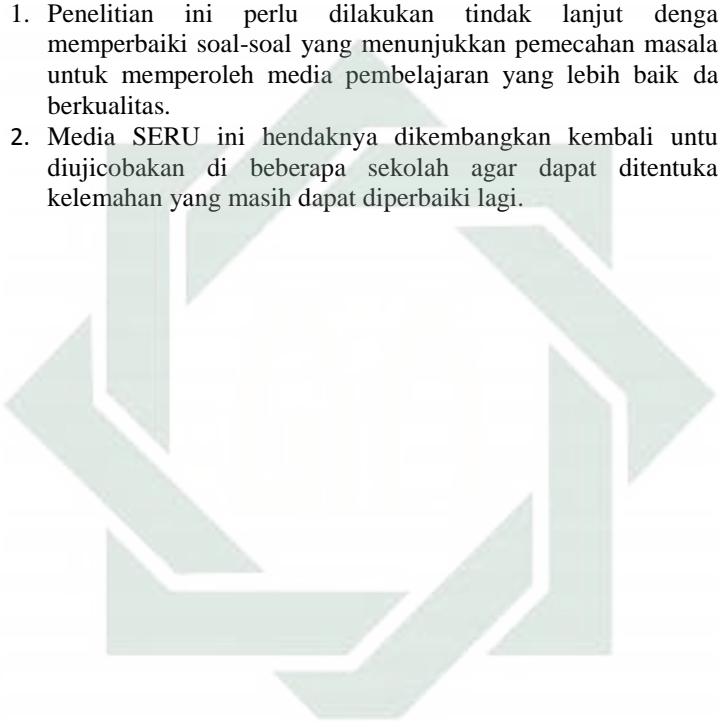 1. Penelitian ini perlu dilakukan tindak lanjut denga
memperbaiki soal-soal yang menunjukkan pemecahan masala
untuk memperoleh media pembelajaran yang lebih baik da
berkualitas.
2. Media SERU ini hendaknya dikembangkan kembali untu
diujicobakan di beberapa sekolah agar dapat ditentuka
kelemahan yang masih dapat diperbaiki lagi.